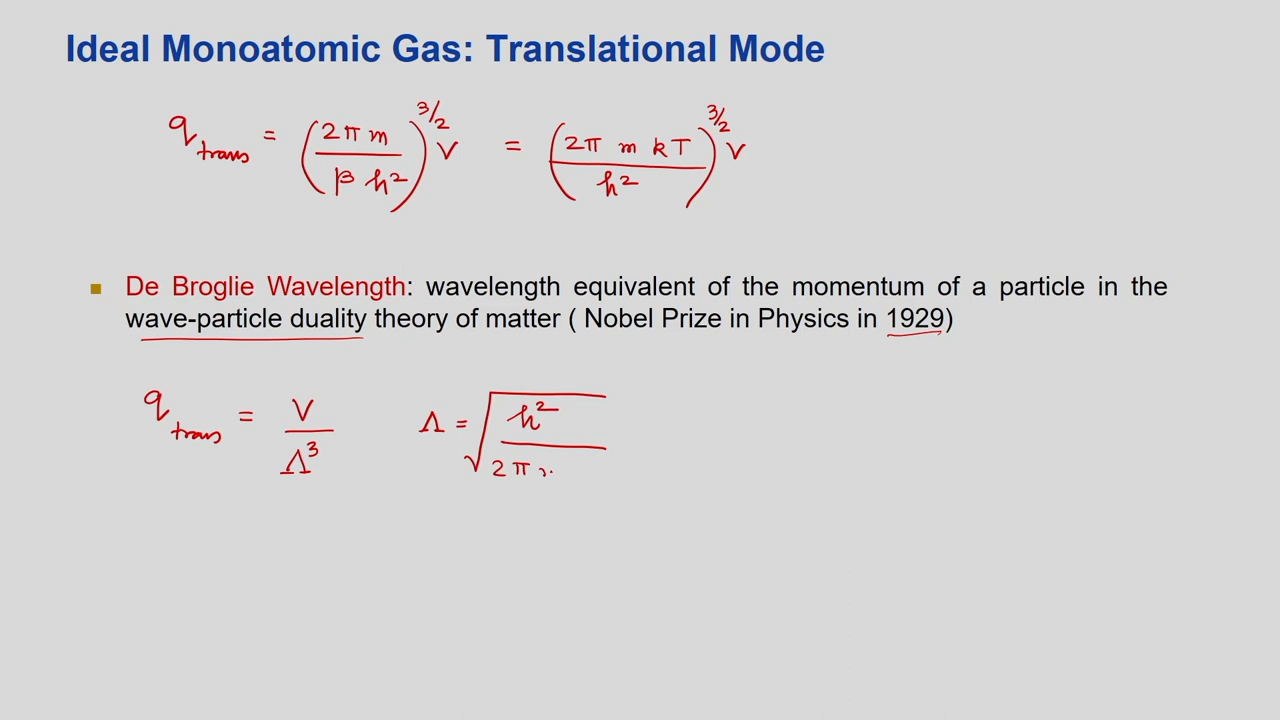 Ideal Monoatomic Gas: Translational Mode
q_trans = (2π m / β h²)^3/2 V = (2π m kT / h²)^3/2 V
De Broglie Wavelength: wavelength equivalent of the momentum of a particle in the
wave-particle duality theory of matter ( Nobel Prize in Physics in 1929)
q_trans = V / Λ³ Λ = √(h² / 2π